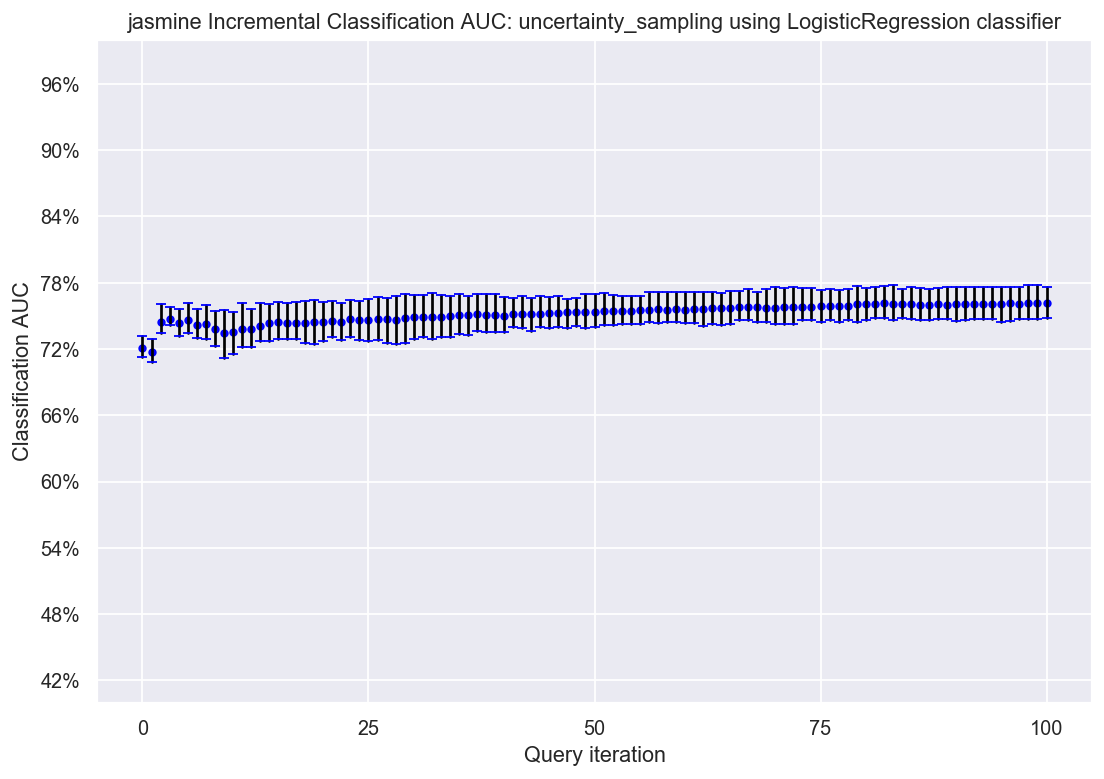 jasmine Incremental Classification AUC: uncertainty_sampling using LogisticRegression classifier
96%
90%
84%
78%
72%
66%
60%
54%
48%
42%
Classification AUC
0 25 50 75 100
Query iteration